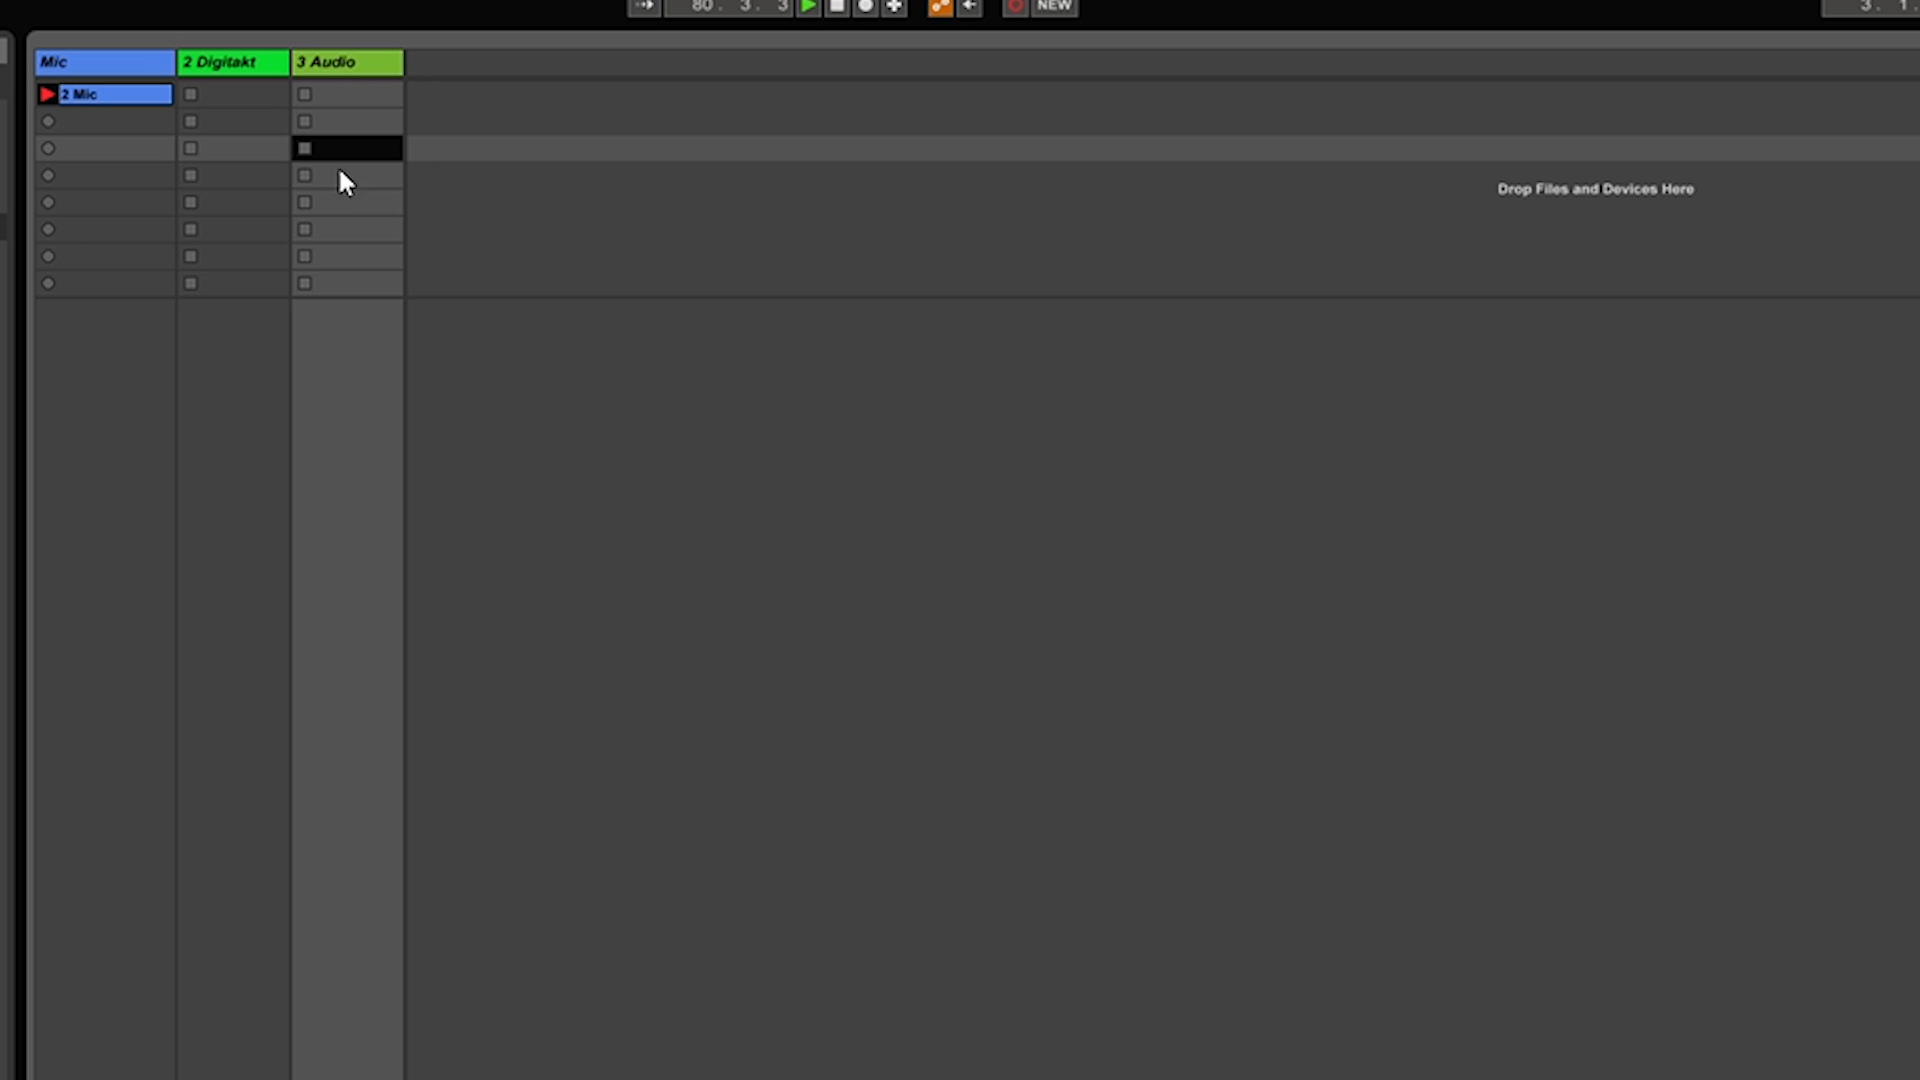 80. 3. 3
NEW
3. 1.
Mic
2 Digitakt
3 Audio
2 Mic
Drop Files and Devices Here